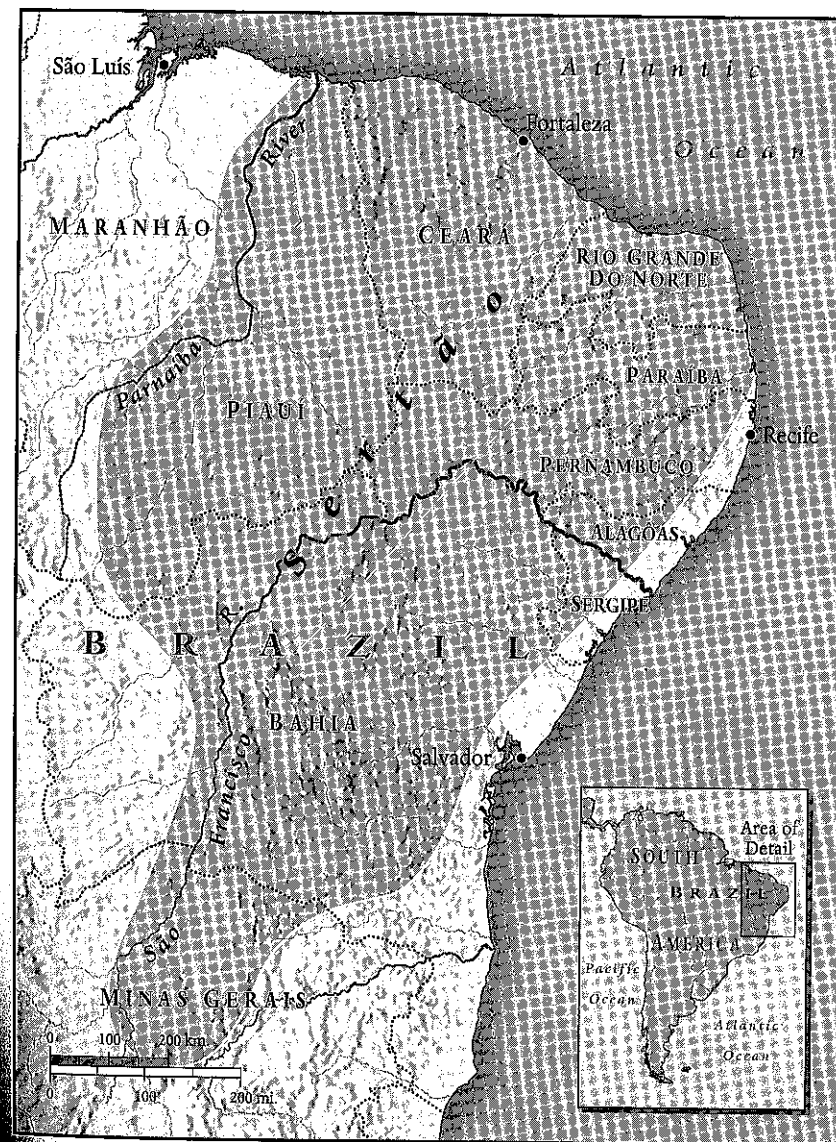 São Luís
Atlantic
Ocean
Fortaleza
River
MARANHÃO
CEARÁ
RIO GRANDE
DO NORTE
Sertão
Parnaíba
PIAUÍ
PARAÍBA
Recife
PERNAMBUCO
ALAGOAS
SERGIPE
R.
BRAZIL
BAHIA
Salvador
Francisco
São
MINAS GERAIS
0 100 200 km
0 100 200 mi
Area of
Detail
SOUTH
BRAZIL
AMERICA
Pacific
Ocean
Atlantic
Ocean